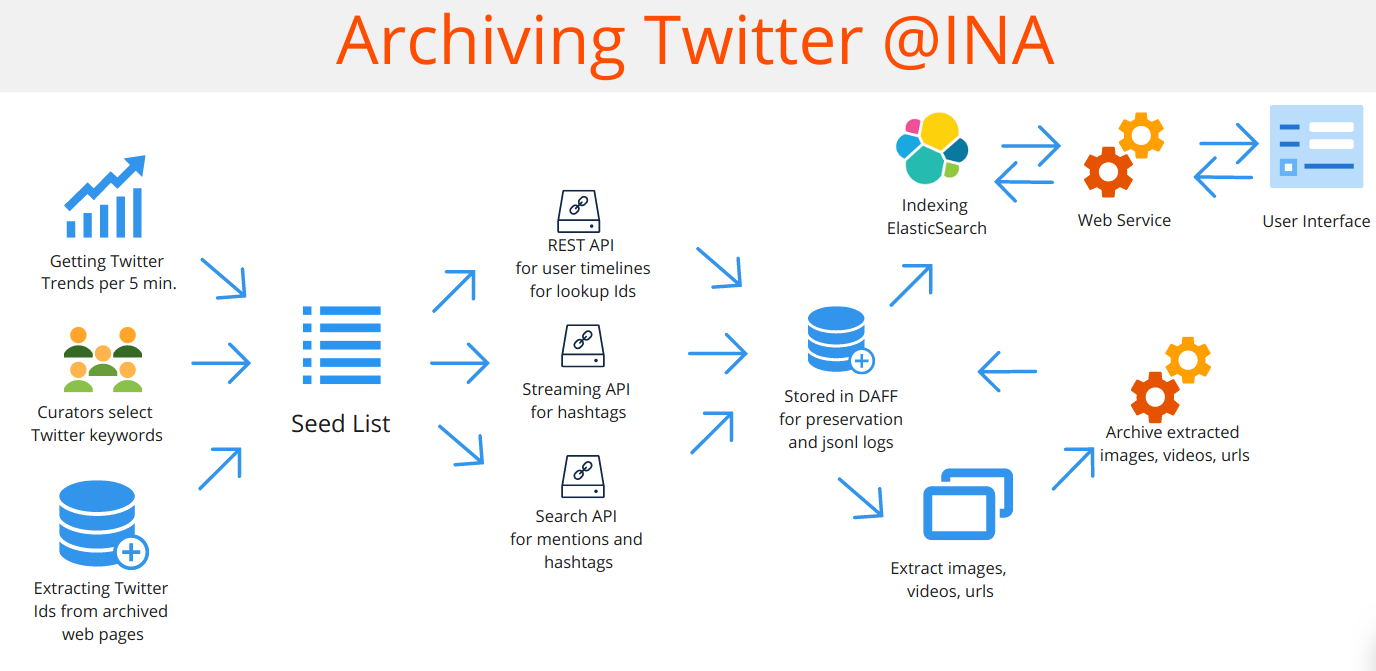 Archiving Twitter @INA
Getting Twitter
Trends per 5 min.
Curators select
Twitter keywords
Extracting Twitter
Ids from archived
web pages
Seed List
REST API
for user timelines
for lookup Ids
Streaming API
for hashtags
Search API
for mentions and
hashtags
Stored in DAFF
for preservation
and jsonl logs
Indexing
ElasticSearch
Web Service
User Interface
Extract images,
videos, urls
Archive extracted
images, videos, urls